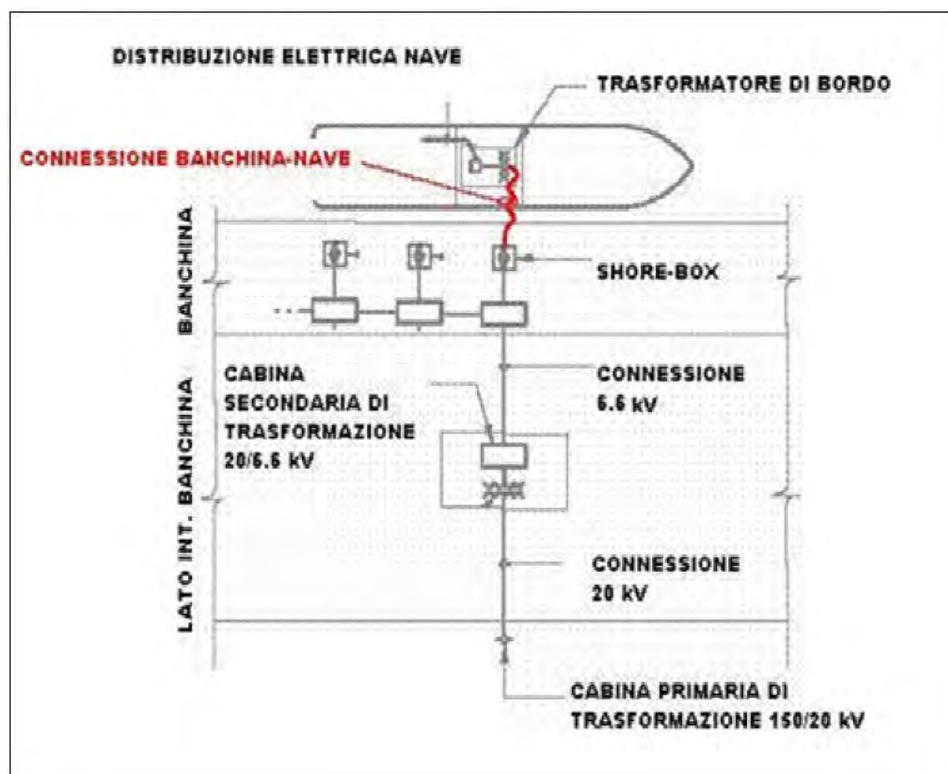 DISTRIBUZIONE ELETTRICA NAVE
TRASFORMATORE DI BORDO
CONNESSIONE BANCHINA-NAVE
BANCHINA
SHORE-BOX
LATO INT. BANCHINA
CABINA
SECONDARIA DI
TRASFORMAZIONE
20/6.6 kV
CONNESSIONE
6.6 kV
CONNESSIONE
20 kV
CABINA PRIMARIA DI
TRASFORMAZIONE 150/20 kV